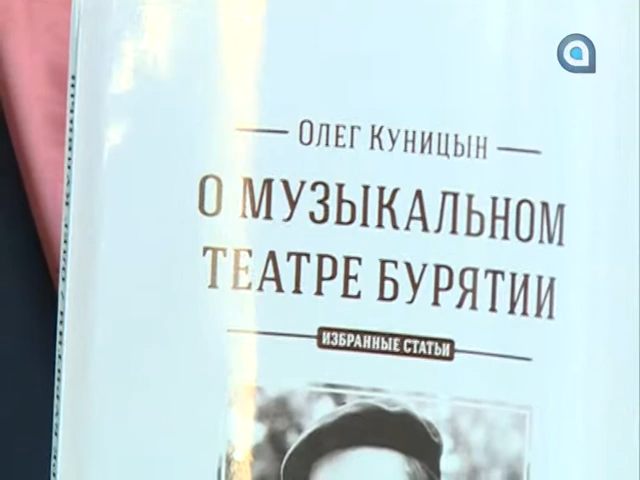 Олег Куницын
О МУЗЫКАЛЬНОМ
ТЕАТРЕ БУРЯТИИ
ИЗБРАННЫЕ СТАТЬИ